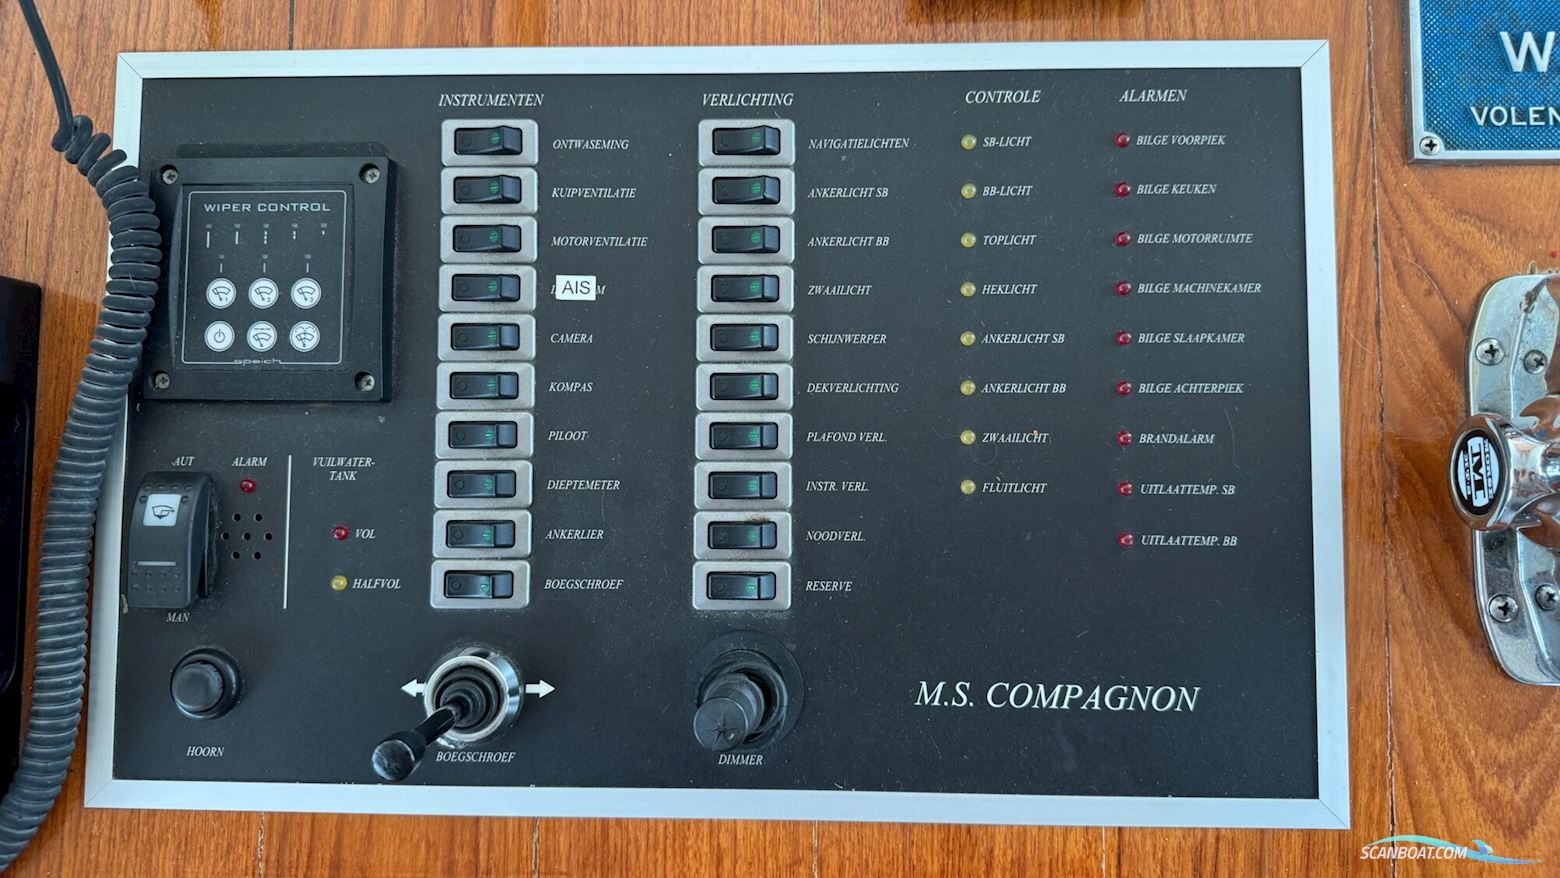 WIPER CONTROL
speich
AUT
ALARM
MAN
VUILWATER-
TANK
VOL
HALFVOL
HOORN
INSTRUMENTEN
ONTWASEMING
KUIPVENTILATIE
MOTORVENTILATIE
AIS
CAMERA
KOMPAS
PILOOT
DIEPTEMETER
ANKERLIER
BOEGSCHROEF
BOEGSCHROEF
VERLICHTING
NAVIGATIELICHTEN
ANKERLICHT SB
ANKERLICHT BB
ZWAAILICHT
SCHIJNWERPER
DEKVERLICHTING
PLAFOND VERL.
INSTR. VERL.
NOODVERL.
RESERVE
DIMMER
CONTROLE
SB-LICHT
BB-LICHT
TOPLICHT
HEKLICHT
ANKERLICHT SB
ANKERLICHT BB
ZWAAILICHT
FLUITLICHT
ALARMEN
BILGE VOORPIEK
BILGE KEUKEN
BILGE MOTORRUIMTE
BILGE MACHINEKAMER
BILGE SLAAPKAMER
BILGE ACHTERPIEK
BRANDALARM
UITLAATTEMP. SB
UITLAATTEMP. BB
M.S. COMPAGNON
W
VOLEN
SCANBOAT.COM